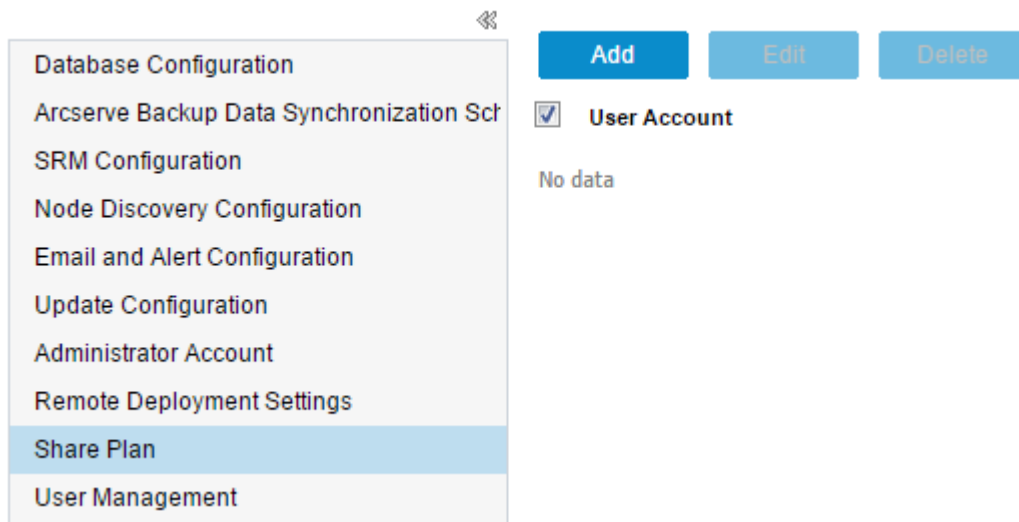 Database Configuration
Arcserve Backup Data Synchronization Sch
SRM Configuration
Node Discovery Configuration
Email and Alert Configuration
Update Configuration
Administrator Account
Remote Deployment Settings
Share Plan
User Management
Add Edit Delete
User Account
No data